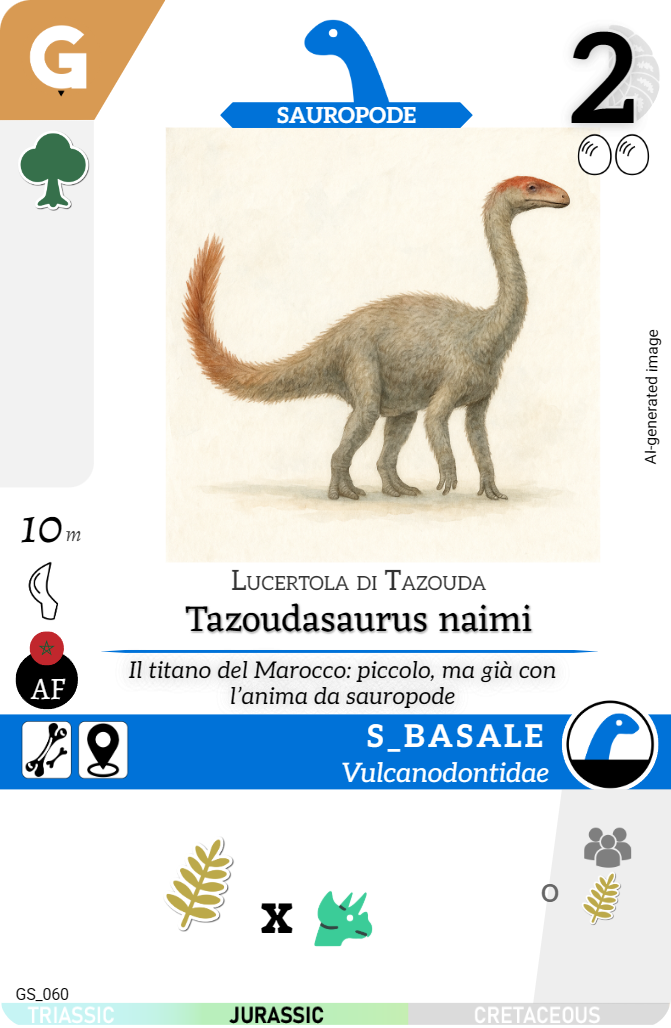 G
SAUROPODE
2
AI-generated image
10 m
AF
Lucertola di Tazouda
Tazoudasaurus naimi
Il titano del Marocco: piccolo, ma già con
l'anima da sauropode
S_BASALE
Vulcanodontidae
x
o
GS_060
TRIASSIC JURASSIC CRETACEOUS